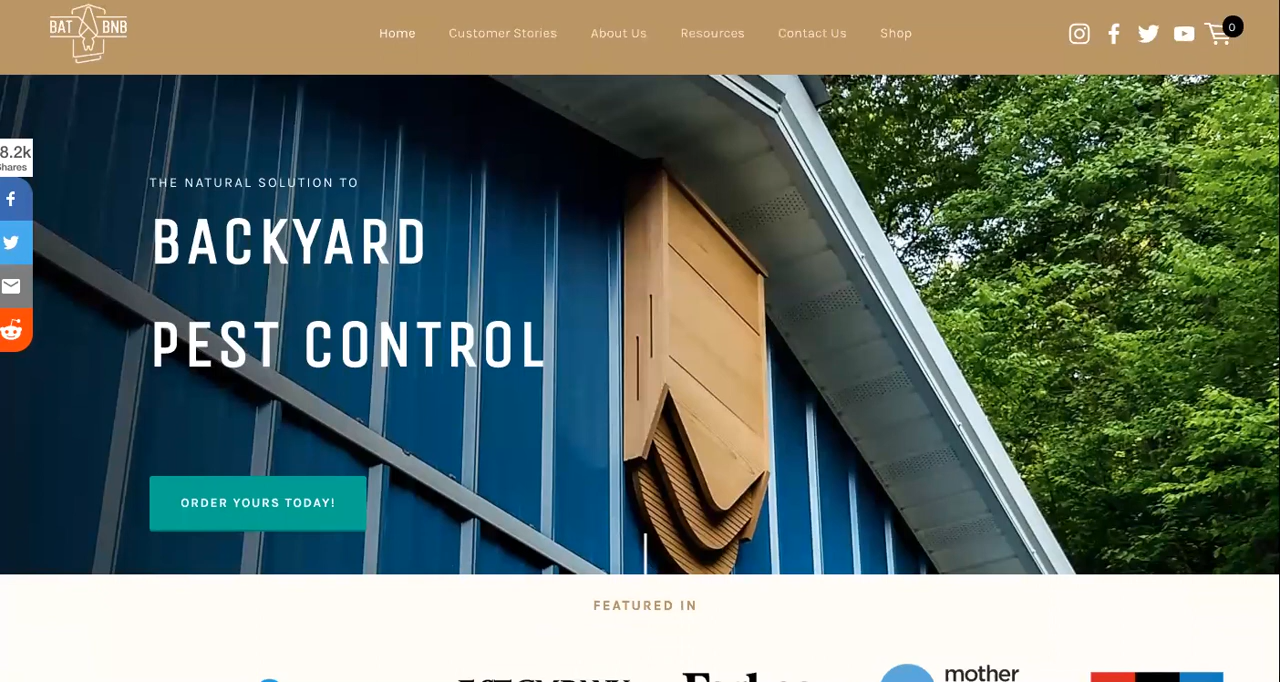 BAT BNB
Home Customer Stories About Us Resources Contact Us Shop
0
8.2k
Shares
THE NATURAL SOLUTION TO
BACKYARD
PEST CONTROL
ORDER YOURS TODAY!
FEATURED IN
mother